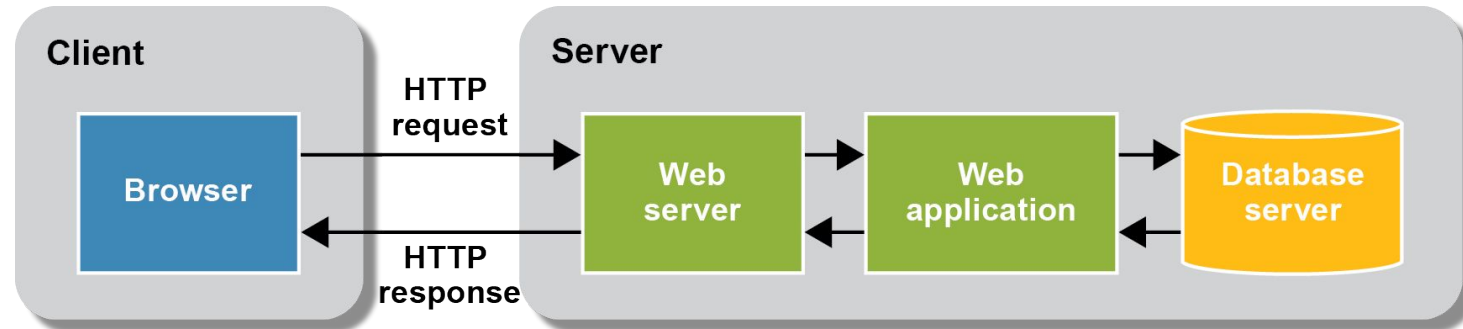 Client
Server
HTTP
request
Browser
Web
server
Web
application
Database
server
HTTP
response